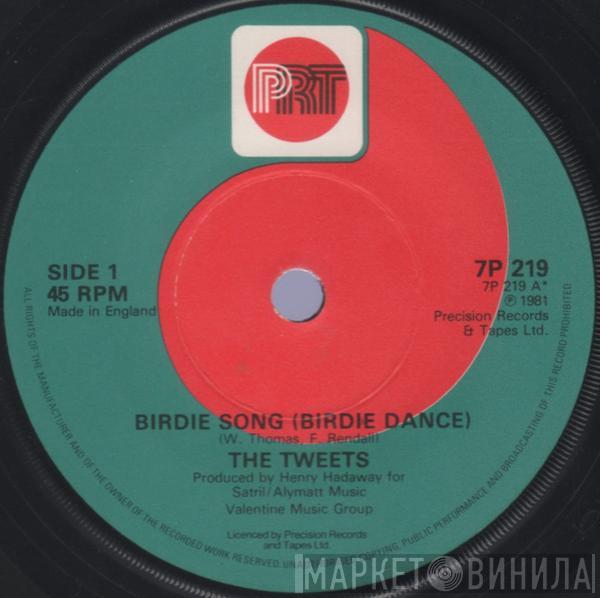 PRT
SIDE 1
45 RPM
Made in England
7P 219
7P 219 A*
℗ 1981
Precision Records
& Tapes Ltd.
BIRDIE SONG (BIRDIE DANCE)
(W. Thomas, F. Rendall)
THE TWEETS
Produced by Henry Hadaway for
Satril/Alymatt Music
Valentine Music Group
Licenced by Precision Records
and Tapes Ltd.
ALL RIGHTS OF THE MANUFACTURER AND OF THE OWNER OF THE RECORDED WORK RESERVED. UNAUTHORISED COPYING, PUBLIC PERFORMANCE AND BROADCASTING OF THIS RECORD PROHIBITED
МАРКЕТ ВИНИЛА